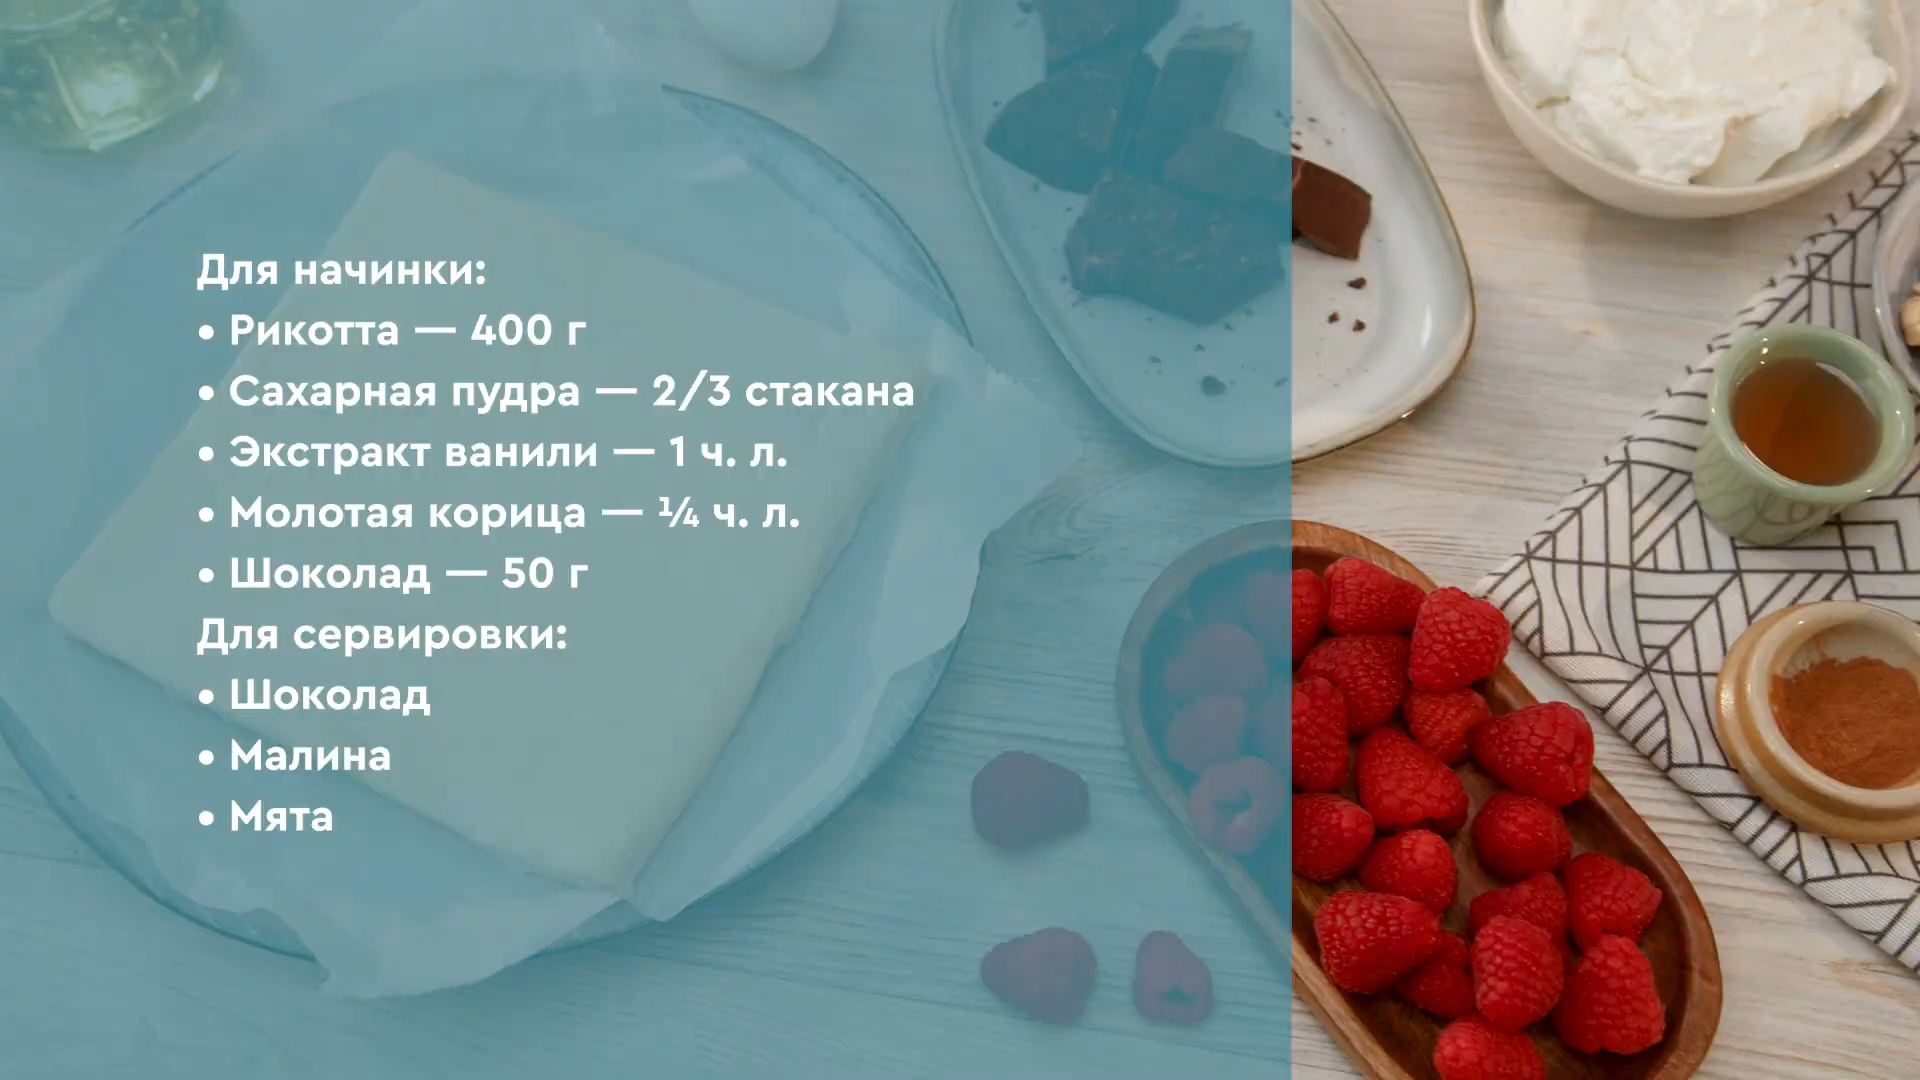 Для начинки:
• Рикотта — 400 г
• Сахарная пудра — 2/3 стакана
• Экстракт ванили — 1 ч. л.
• Молотая корица — ¼ ч. л.
• Шоколад — 50 г
Для сервировки:
• Шоколад
• Малина
• Мята